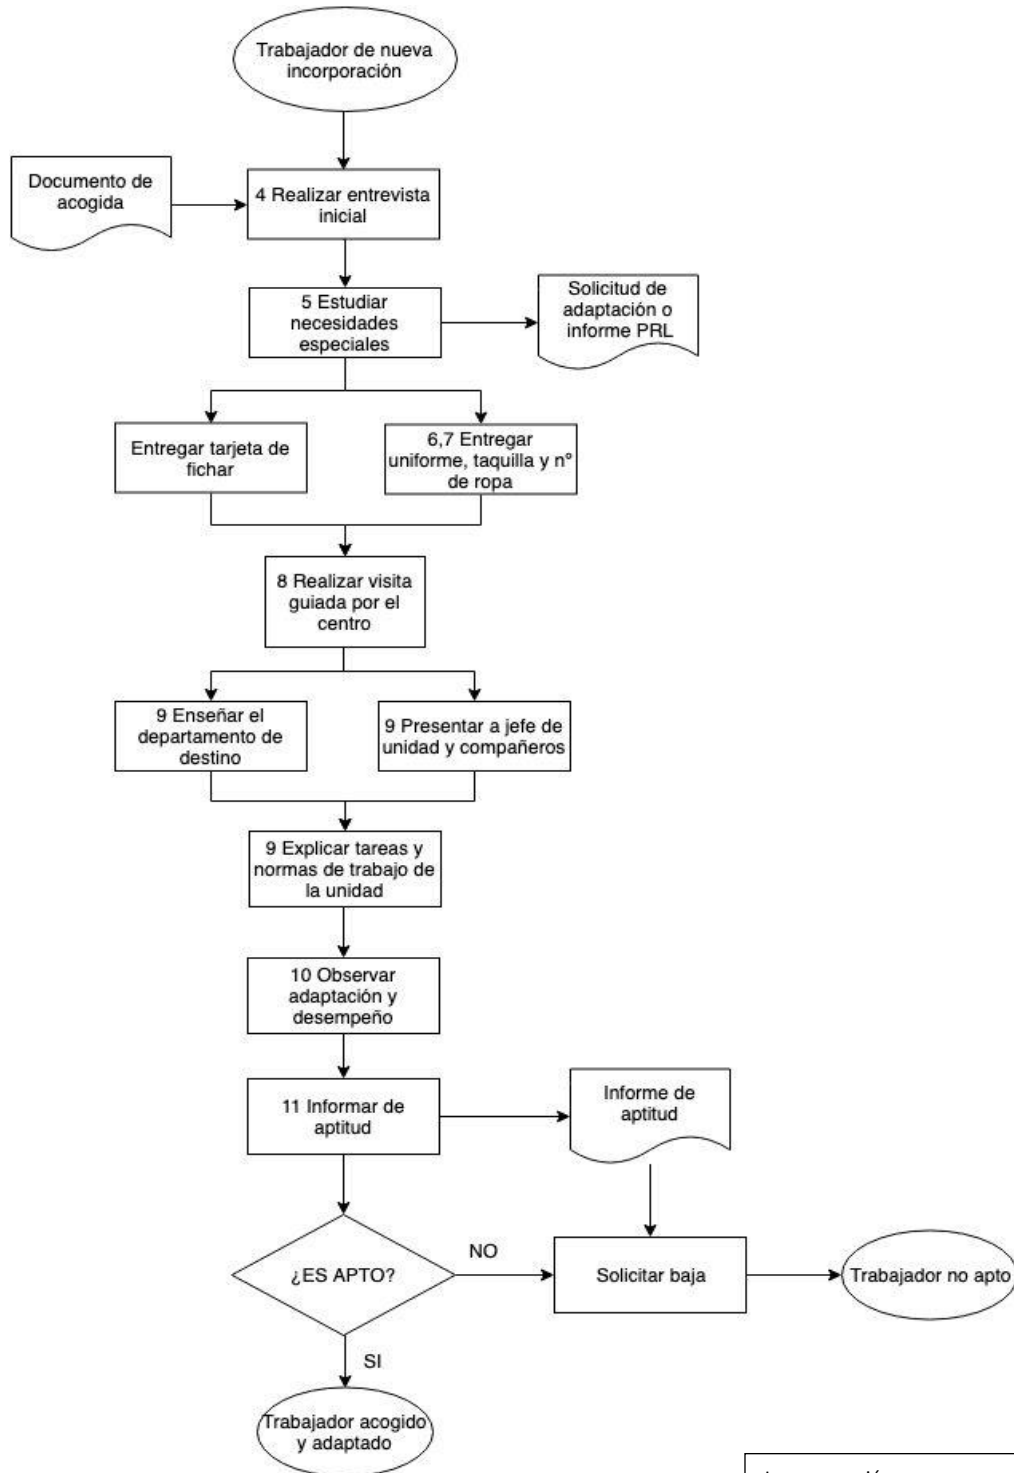 Trabajador de nueva
incorporación
Documento de
acogida
4 Realizar entrevista
inicial
5 Estudiar
necesidades
especiales
Solicitud de
adaptación o
informe PRL
Entregar tarjeta de
fichar
6,7 Entregar
uniforme, taquilla y nº
de ropa
8 Realizar visita
guiada por el
centro
9 Enseñar el
departamento de
destino
9 Presentar a jefe de
unidad y compañeros
9 Explicar tareas y
normas de trabajo de
la unidad
10 Observar
adaptación y
desempeño
11 Informar de
aptitud
Informe de
aptitud
¿ES APTO?
NO
Solicitar baja
Trabajador no apto
SI
Trabajador acogido
y adaptado